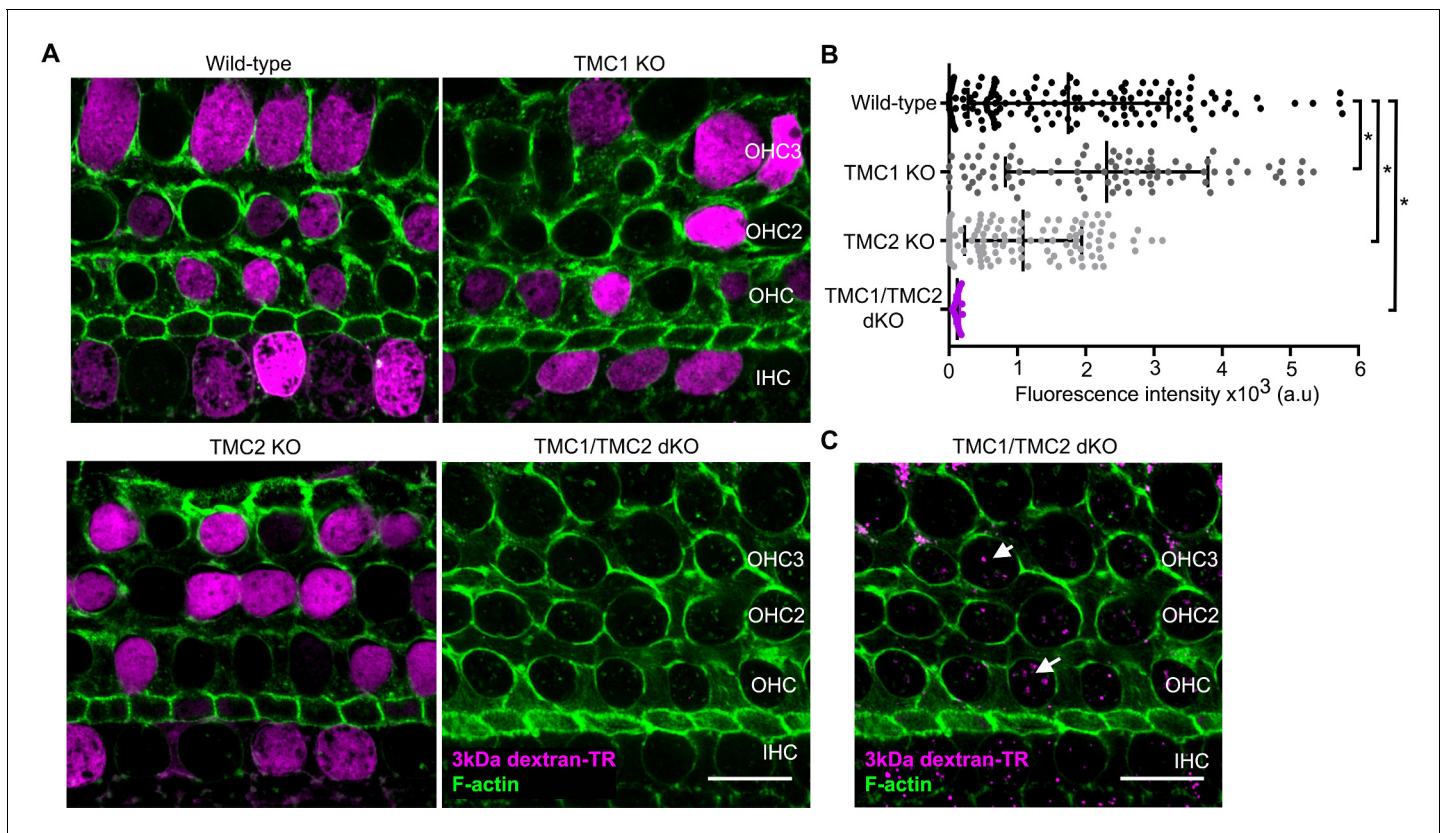 A
Wild-type
TMC1 KO
OHC3
OHC2
OHC
IHC
TMC2 KO
TMC1/TMC2 dKO
OHC3
OHC2
OHC
IHC
3kDa dextran-TR
F-actin
B
Wild-type
TMC1 KO
TMC2 KO
TMC1/TMC2
dKO
*
*
*
0 1 2 3 4 5 6
Fluorescence intensity x10³ (a.u)
C
TMC1/TMC2 dKO
OHC3
OHC2
OHC
IHC
3kDa dextran-TR
F-actin